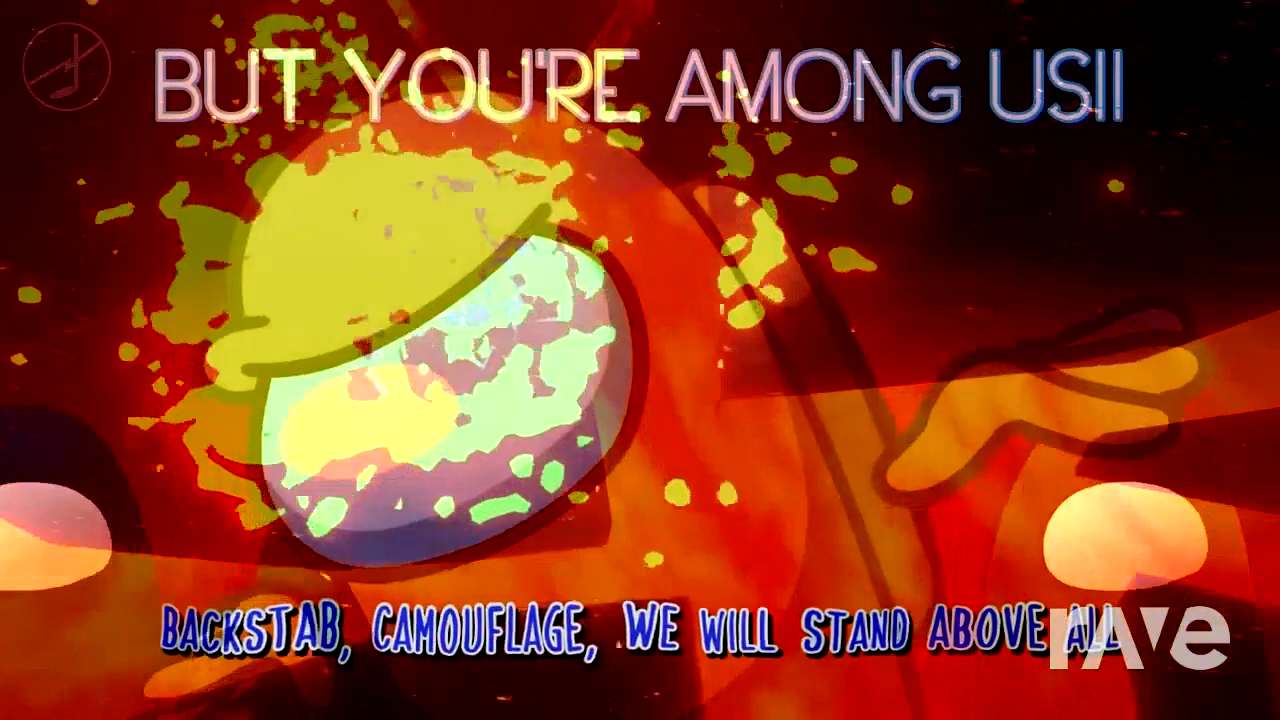 BUT YOU'RE AMONG US!!
BACKSTAB, CAMOUFLAGE, WE WILL STAND ABOVE ALL
rave